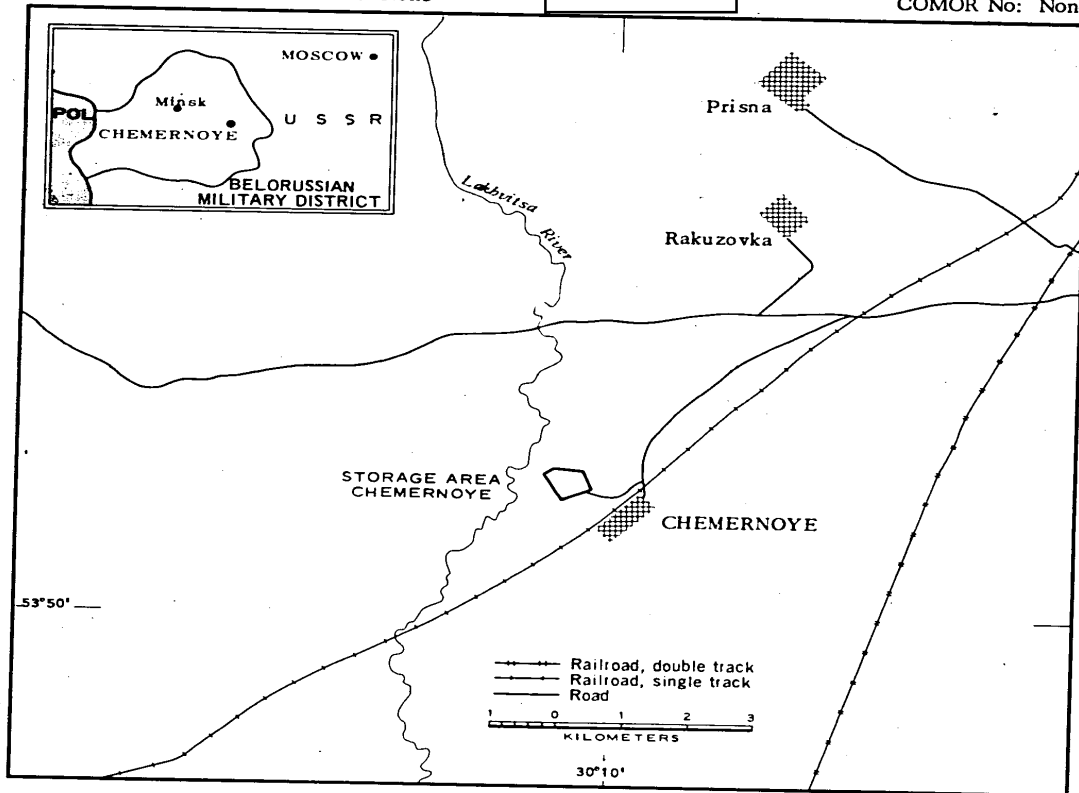 COMOR No: Non
MOSCOW
Minsk
POL
U S S R
CHEMERNOYE
BELORUSSIAN
MILITARY DISTRICT
Prisna
Lakhvitsa
River
Rakuzovka
STORAGE AREA
CHEMERNOYE
CHEMERNOYE
53°50'
Railroad, double track
Railroad, single track
Road
1 0 1 2 3
KILOMETERS
30°10'